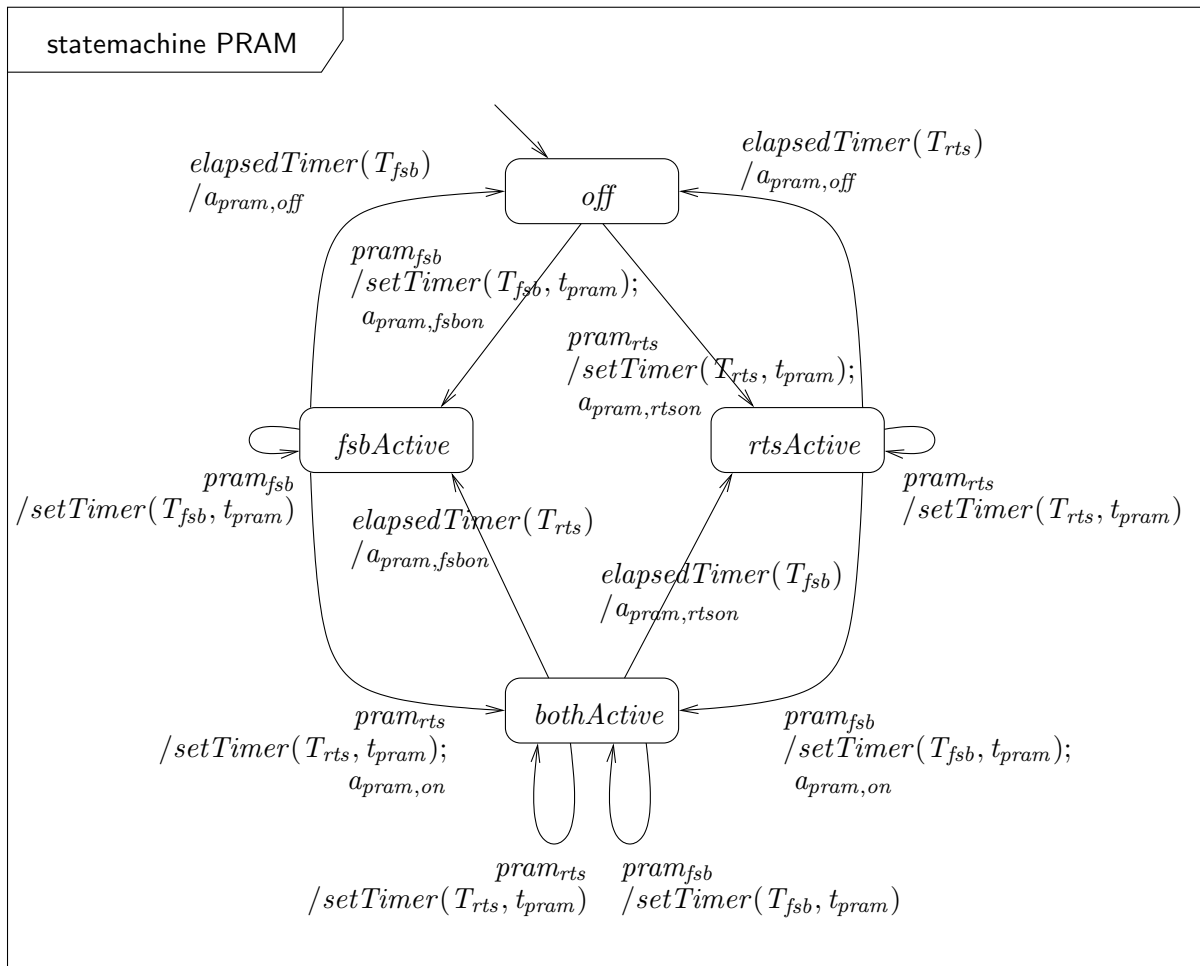 statemachine PRAM
elapsedTimer(T_fsb)
/a_pram,off
elapsedTimer(T_rts)
/a_pram,off
off
pram_fsb
/setTimer(T_fsb, t_pram);
a_pram,fsbon
pram_rts
/setTimer(T_rts, t_pram);
a_pram,rtson
fsbActive
rtsActive
pram_fsb
/setTimer(T_fsb, t_pram)
pram_rts
/setTimer(T_rts, t_pram)
elapsedTimer(T_rts)
/a_pram,fsbon
elapsedTimer(T_fsb)
/a_pram,rtson
bothActive
pram_rts
/setTimer(T_rts, t_pram);
a_pram,on
pram_fsb
/setTimer(T_fsb, t_pram);
a_pram,on
pram_rts
/setTimer(T_rts, t_pram)
pram_fsb
/setTimer(T_fsb, t_pram)